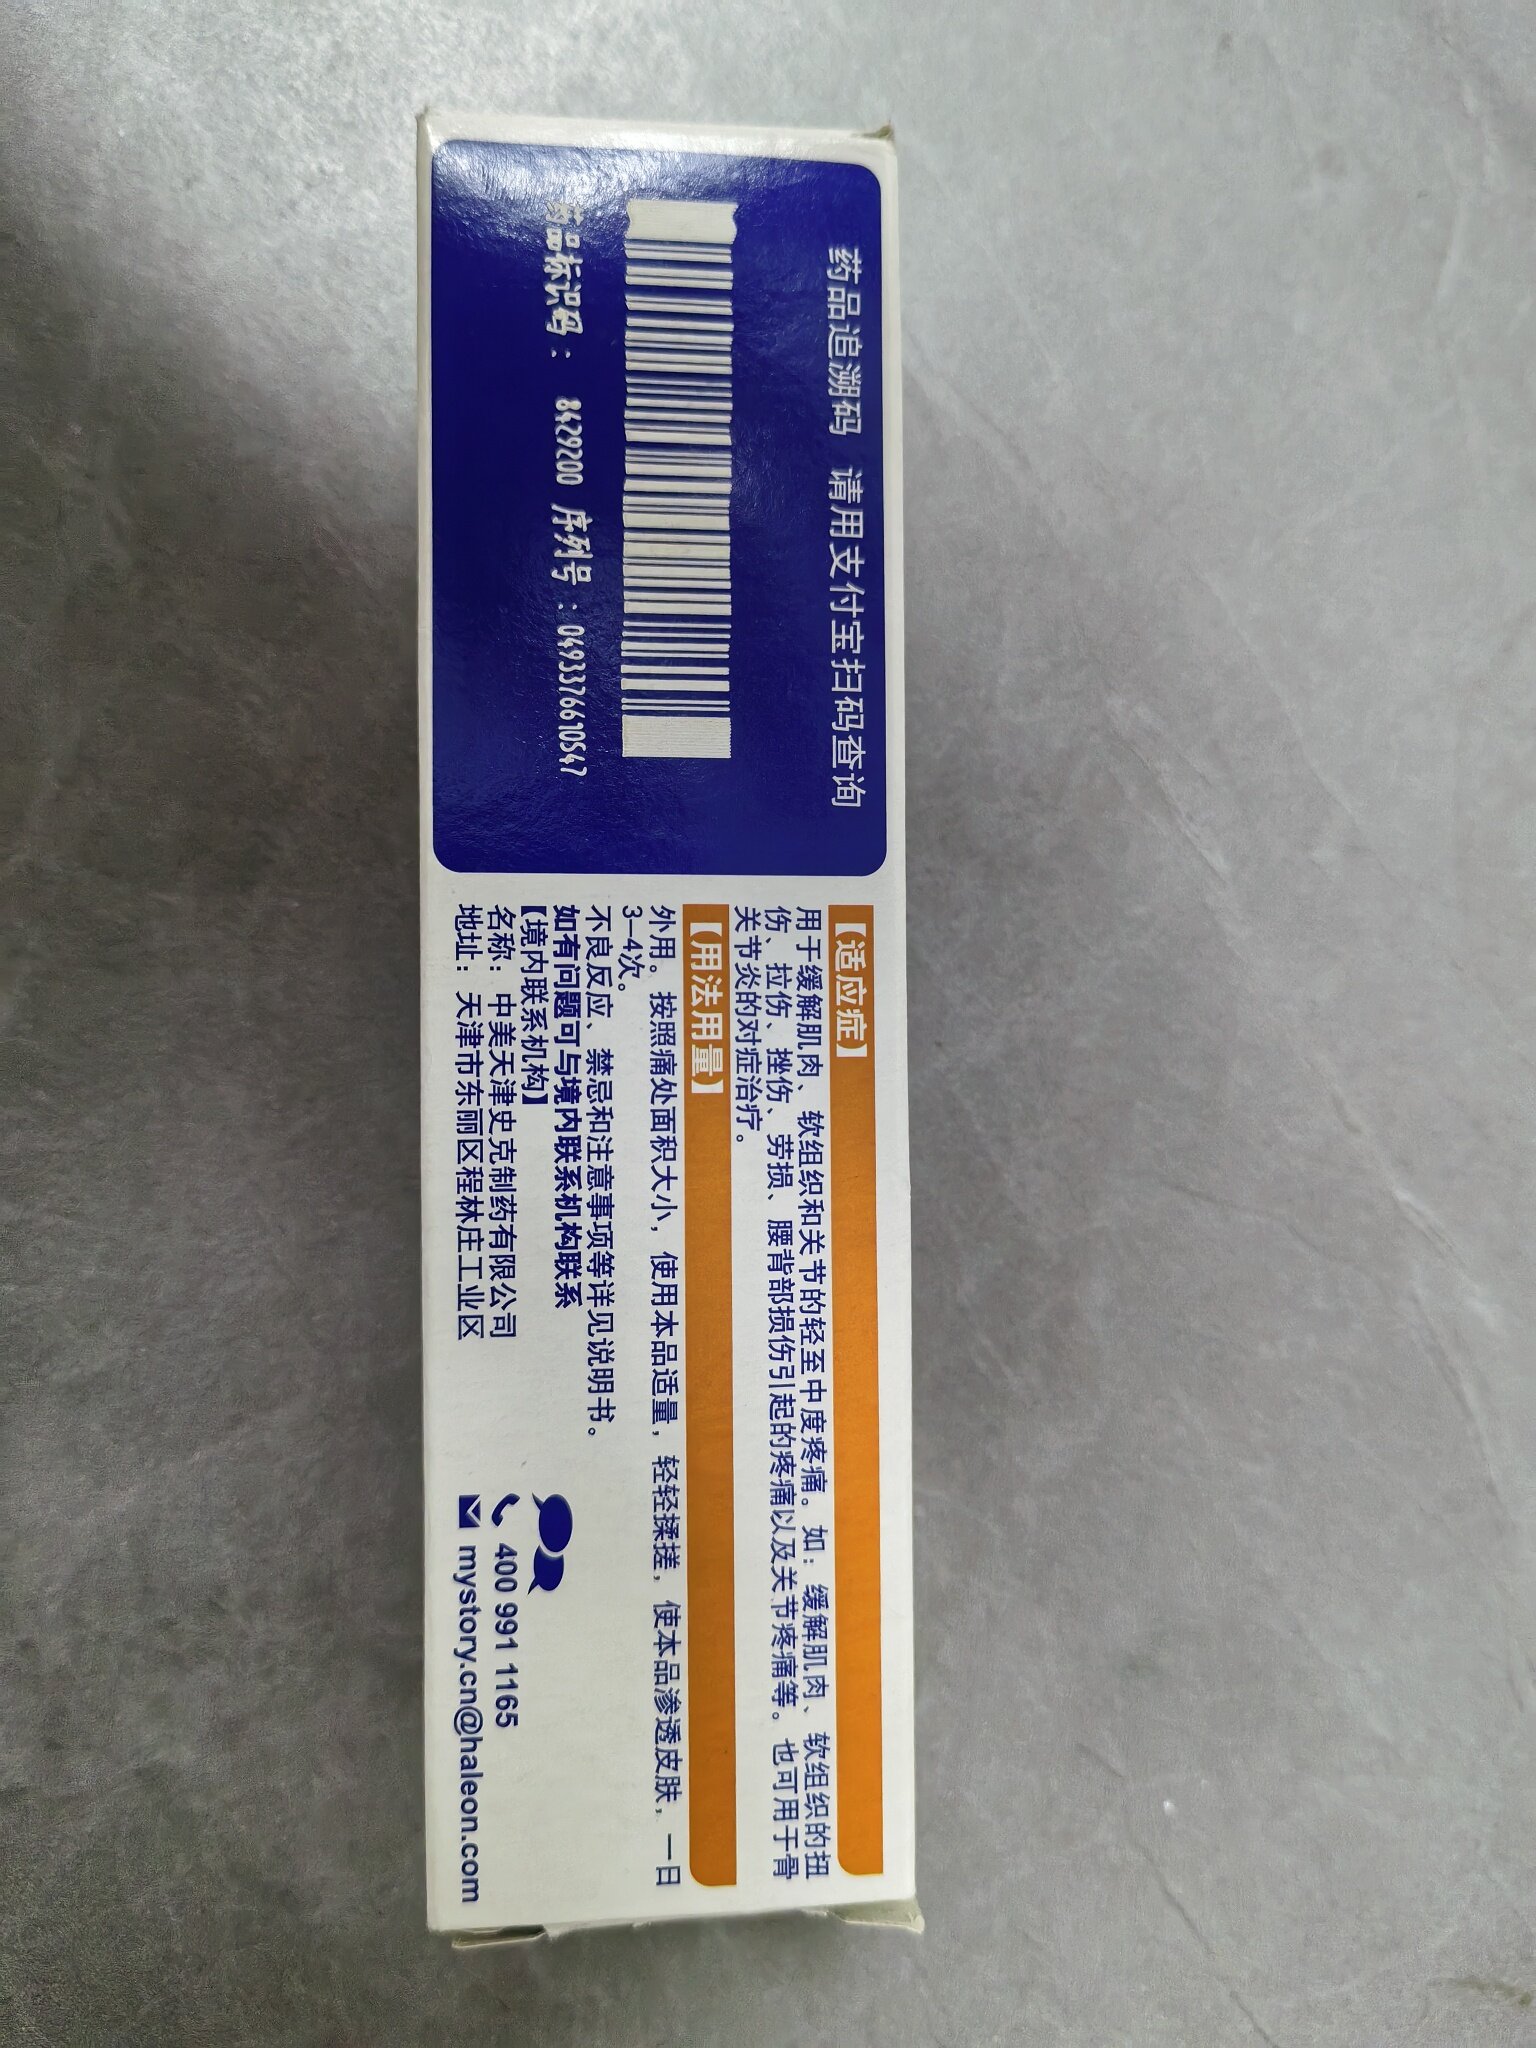 药品追溯码 请用支付宝扫码查询
药品标识码： 8429200 序列号：0493376610547
【适应症】
用于缓解肌肉、软组织和关节的轻至中度疼痛。如：缓解肌肉、软组织的扭
伤、拉伤、挫伤、劳损、腰背部损伤引起的疼痛以及关节疼痛等。也可用于骨
关节炎的对症治疗。
【用法用量】
外用。按照痛处面积大小，使用本品适量，轻轻揉搓，使本品渗透皮肤，一日
3–4次。
不良反应、禁忌和注意事项等详见说明书。
如有问题可与境内联系机构联系
【境内联系机构】
名称：中美天津史克制药有限公司
地址：天津市东丽区程林庄工业区
400 991 1165
mystory.cn@haleon.com